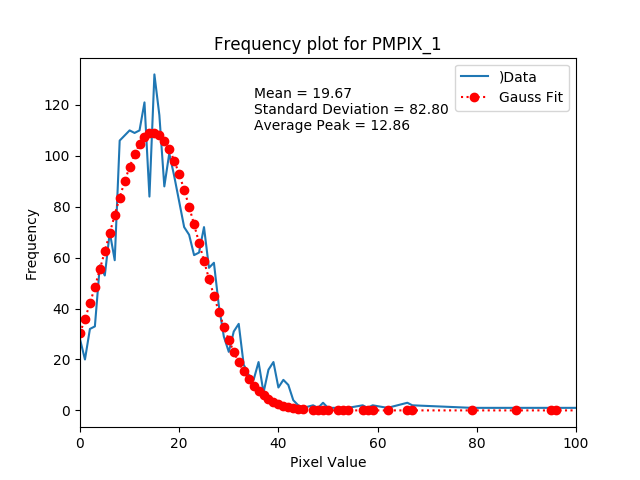 Frequency plot for PMPIX_1
Mean = 19.67
Standard Deviation = 82.80
Average Peak = 12.86
)Data
Gauss Fit
Frequency
120
100
80
60
40
20
0
0 20 40 60 80 100
Pixel Value